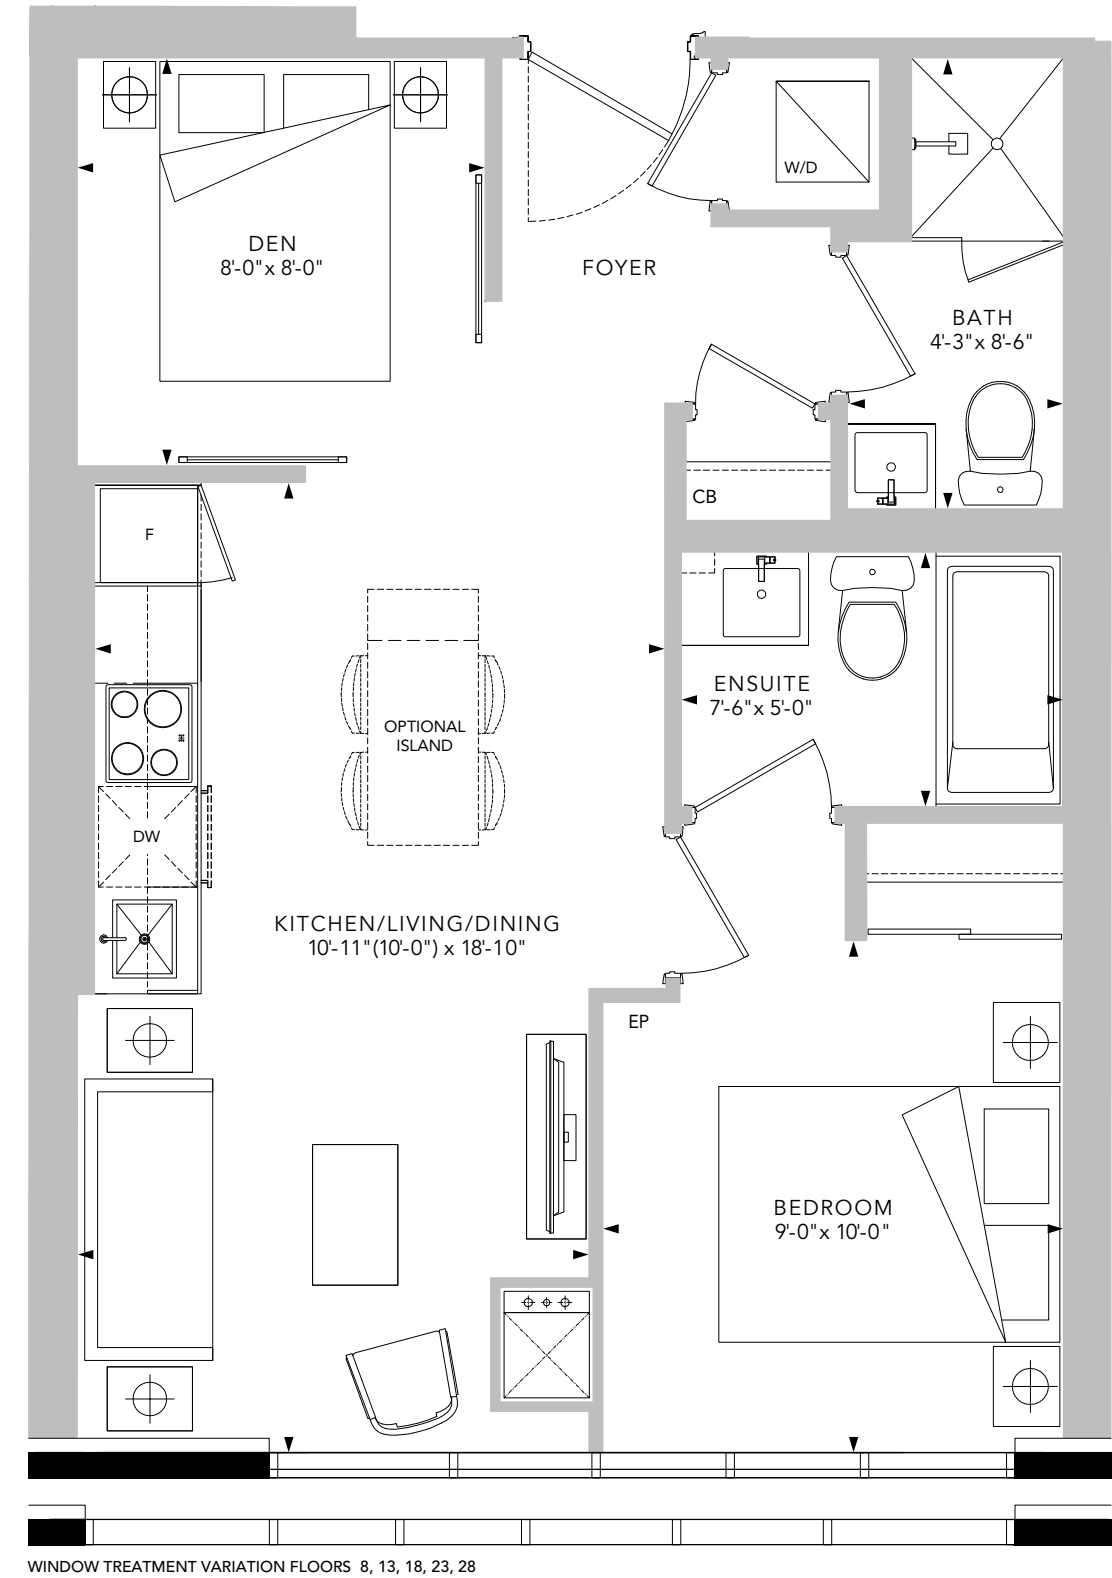 W/D
DEN
8'-0"x 8'-0"
FOYER
BATH
4'-3"x 8'-6"
CB
F
ENSUITE
7'-6"x 5'-0"
OPTIONAL
ISLAND
DW
KITCHEN/LIVING/DINING
10'-11"(10'-0") x 18'-10"
EP
BEDROOM
9'-0"x 10'-0"
WINDOW TREATMENT VARIATION FLOORS  8, 13, 18, 23, 28